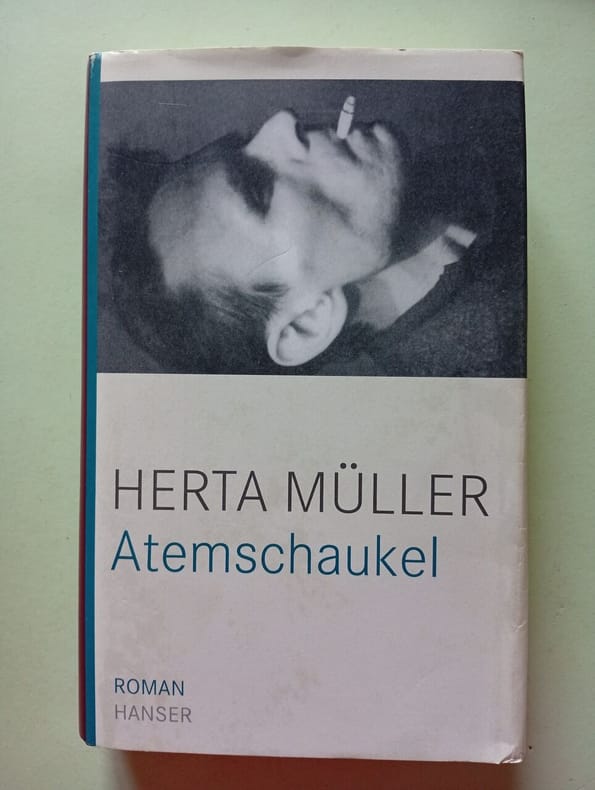 HERTA MÜLLER
Atemschaukel
ROMAN
HANSER